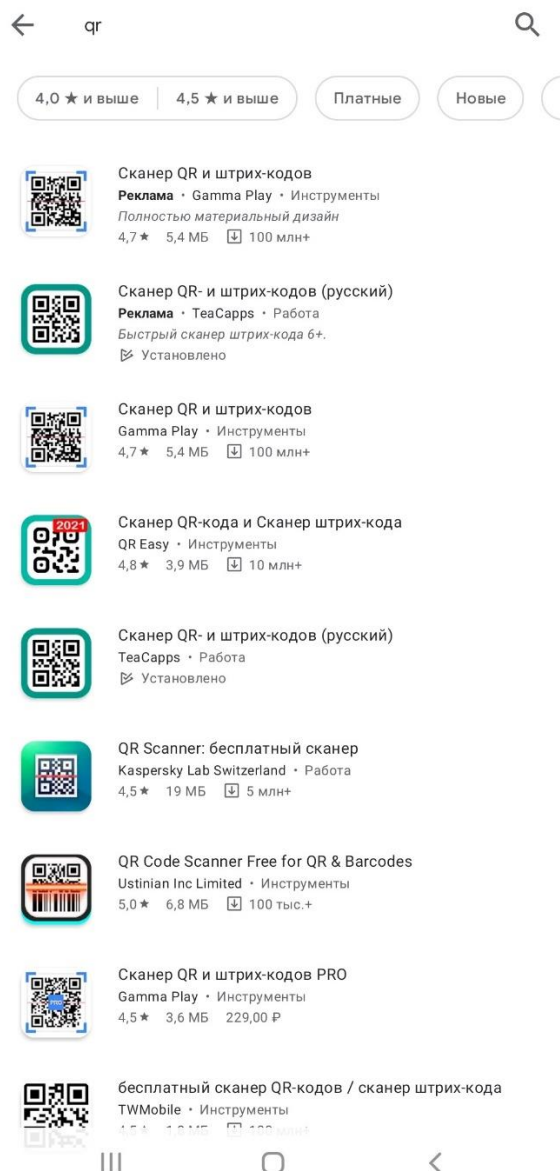 qr
4,0 ★ и выше 4,5 ★ и выше Платные Новые
Сканер QR и штрих-кодов
Реклама • Gamma Play • Инструменты
Полностью материальный дизайн
4,7 ★ 5,4 МБ 100 млн+
Сканер QR- и штрих-кодов (русский)
Реклама • TeaCapps • Работа
Быстрый сканер штрих-кода 6+.
Установлено
Сканер QR и штрих-кодов
Gamma Play • Инструменты
4,7 ★ 5,4 МБ 100 млн+
2021
Сканер QR-кода и Сканер штрих-кода
QR Easy • Инструменты
4,8 ★ 3,9 МБ 10 млн+
Сканер QR- и штрих-кодов (русский)
TeaCapps • Работа
Установлено
QR Scanner: бесплатный сканер
Kaspersky Lab Switzerland • Работа
4,5 ★ 19 МБ 5 млн+
QR Code Scanner Free for QR & Barcodes
Ustinian Inc Limited • Инструменты
5,0 ★ 6,8 МБ 100 тыс.+
Сканер QR и штрих-кодов PRO
PRO
Gamma Play • Инструменты
4,5 ★ 3,6 МБ 229,00 ₽
бесплатный сканер QR-кодов / сканер штрих-кода
TWMobile • Инструменты